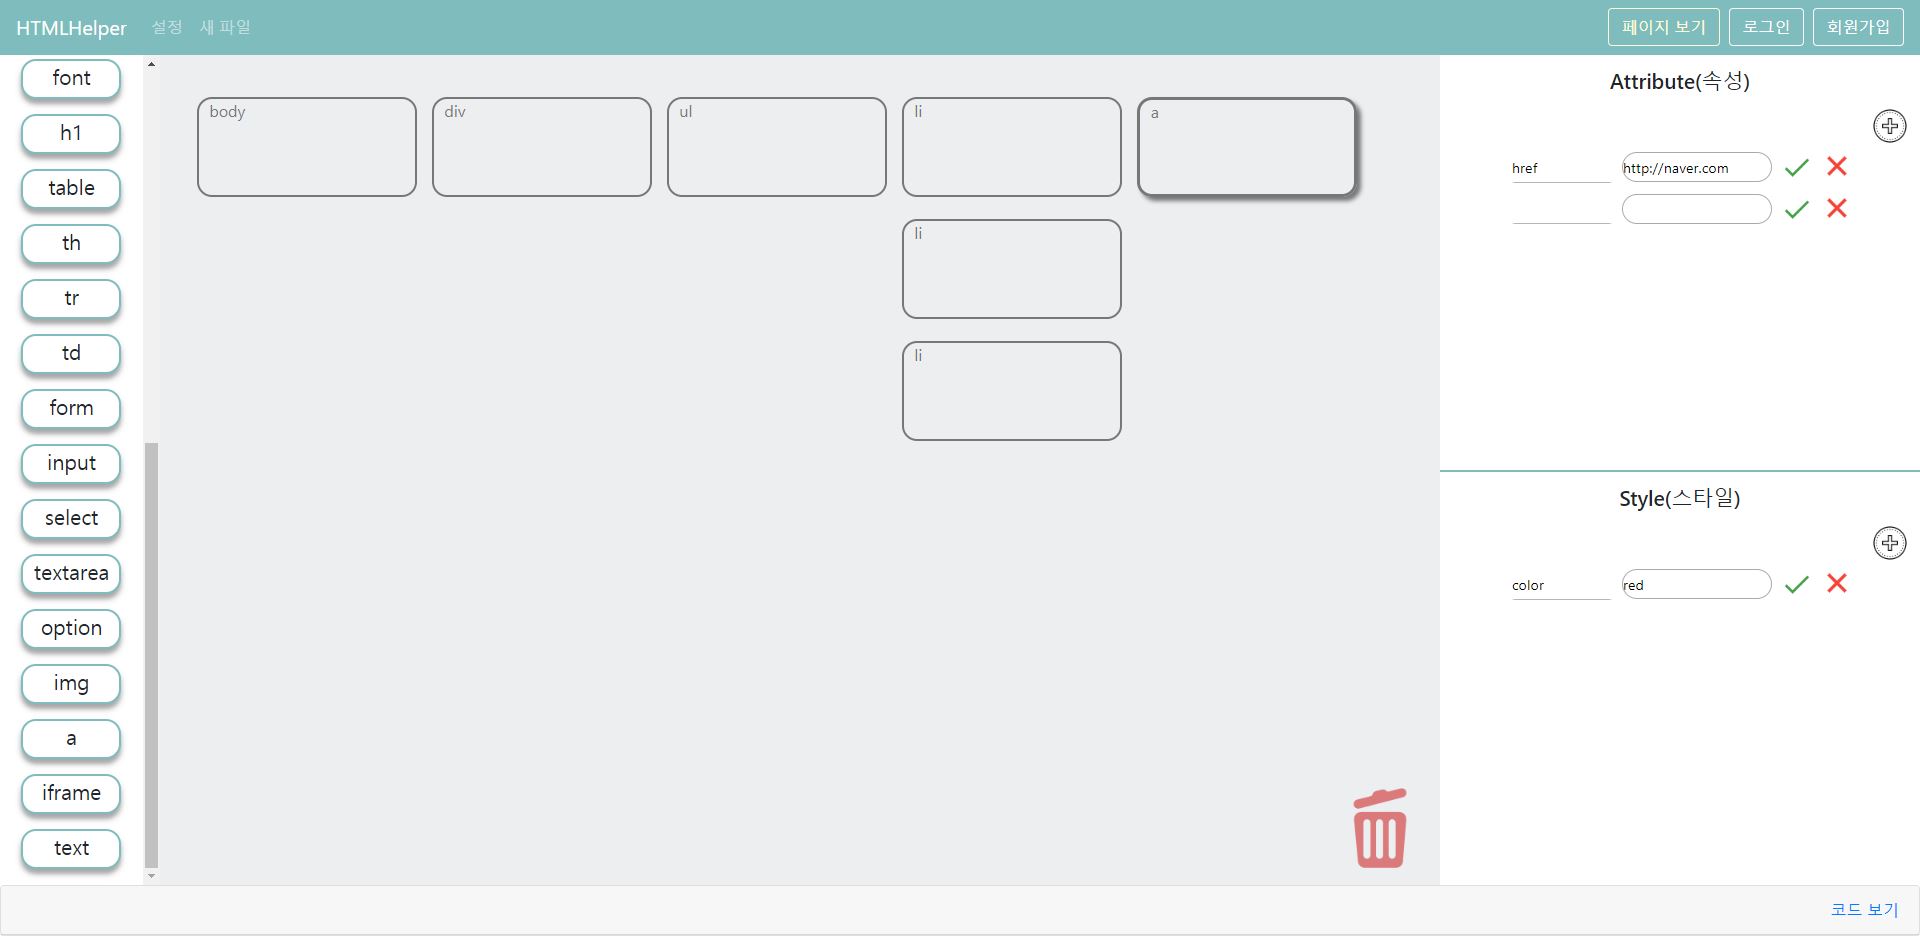 HTMLHelper 설정 새 파일 페이지 보기 로그인 회원가입
font
h1
table
th
tr
td
form
input
select
textarea
option
img
a
iframe
text
body div ul li a
li
li
Attribute(속성)
href http://naver.com
Style(스타일)
color red
코드 보기